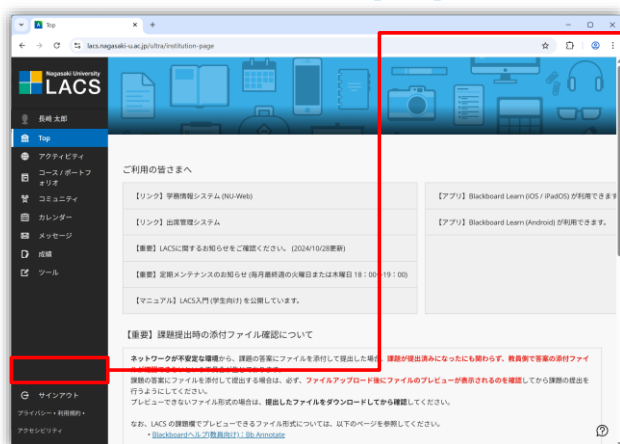 Top
lacs.nagasaki-u.ac.jp/ultra/institution-page
Nagasaki University
LACS
長崎 太郎
Top
アクティビティ
コース / ポートフ
ォリオ
コミュニティ
カレンダー
メッセージ
成績
ツール
サインアウト
プライバシー・利用規約・
アクセシビリティ
ご利用の皆さまへ
【リンク】学務情報システム (NU-Web)
【リンク】出席管理システム
【重要】LACSに関するお知らせをご確認ください。 (2024/10/28更新)
【重要】定期メンテナンスのお知らせ (毎月最終週の火曜日または木曜日 18：00～19：00)
【マニュアル】LACS入門 (学生向け) を公開しています。
【アプリ】Blackboard Learn (iOS / iPadOS) が利用できます
【アプリ】Blackboard Learn (Android) が利用できます。
【重要】課題提出時の添付ファイル確認について
ネットワークが不安定な環境から、課題の答案にファイルを添付して提出した場合、課題が提出済みになったにも関わらず、教員側で答案の添付ファイ
課題の答案にファイルを添付して提出する場合は、必ず、ファイルアップロード後にファイルのプレビューが表示されるのを確認してから課題の提出を
行うようにしてください。
プレビューできないファイル形式の場合は、提出したファイルをダウンロードしてから確認してください。
なお、LACS の課題欄でプレビューできるファイル形式については、以下のページを参照してください。
・Blackboardヘルプ(教員向け)：Bb Annotate